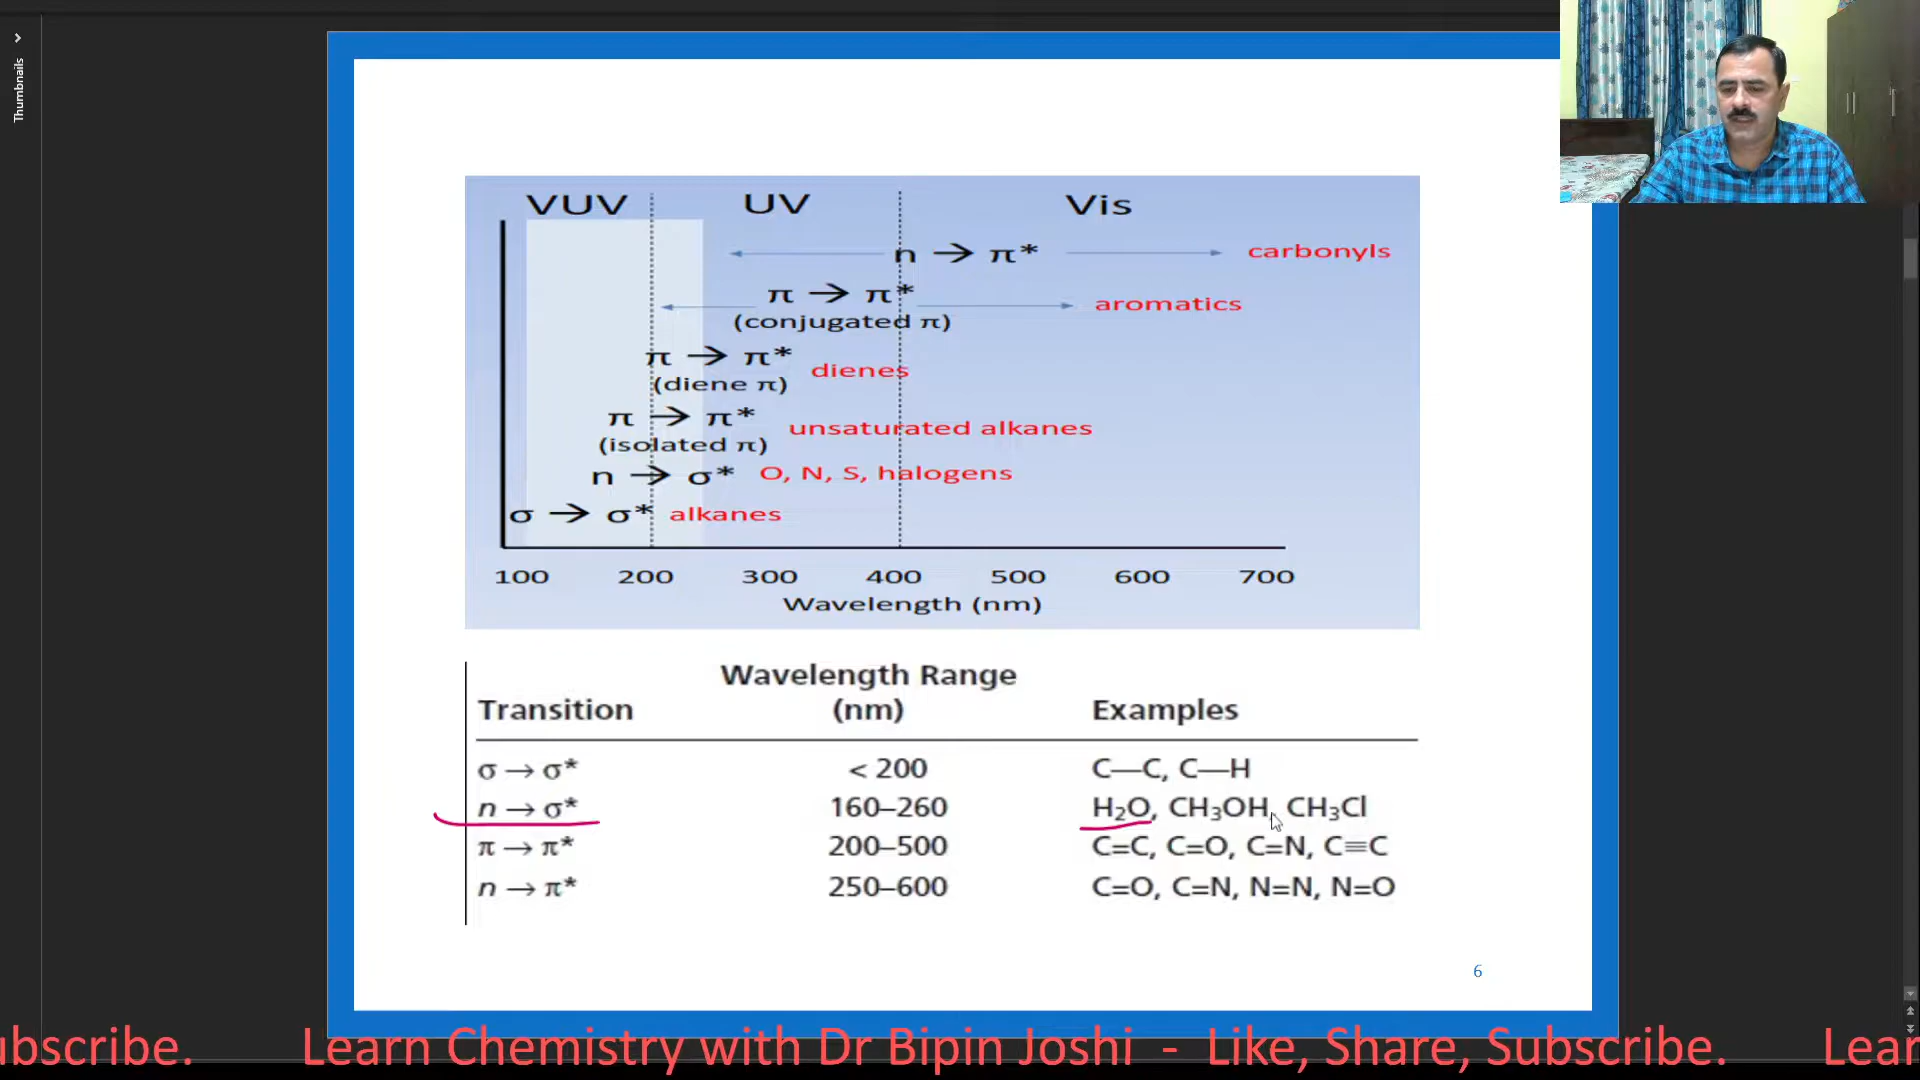 Thumbnails
VUV UV Vis
n → π* carbonyls
π → π* aromatics
(conjugated π)
π → π* dienes
(diene π)
π → π* unsaturated alkanes
(isolated π)
n → σ* O, N, S, halogens
σ → σ* alkanes
100 200 300 400 500 600 700
Wavelength (nm)
Wavelength Range
Transition (nm) Examples
σ → σ* < 200 C—C, C—H
n → σ* 160–260 H₂O, CH₃OH, CH₃Cl
π → π* 200–500 C=C, C=O, C=N, C≡C
n → π* 250–600 C=O, C=N, N=N, N=O
6
ubscribe. Learn Chemistry with Dr Bipin Joshi - Like, Share, Subscribe. Lear